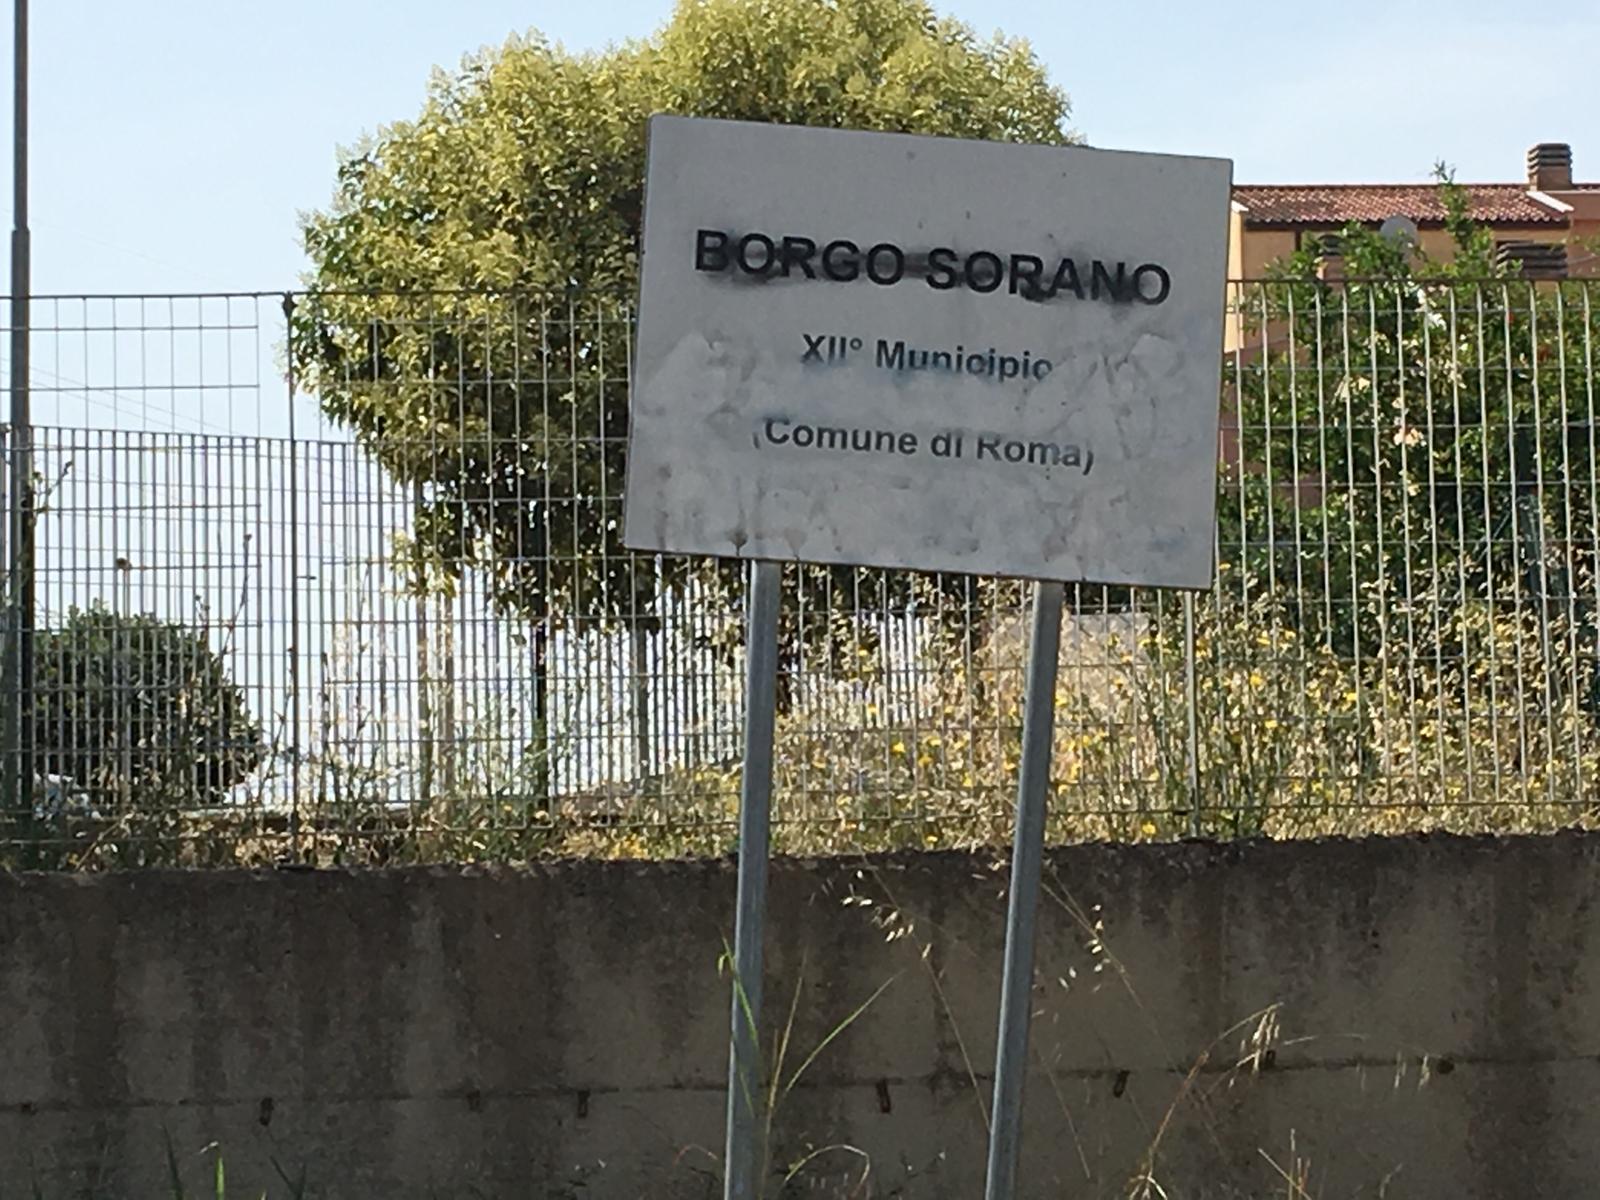 BORGO SORANO
XII° Municipio
(Comune di Roma)